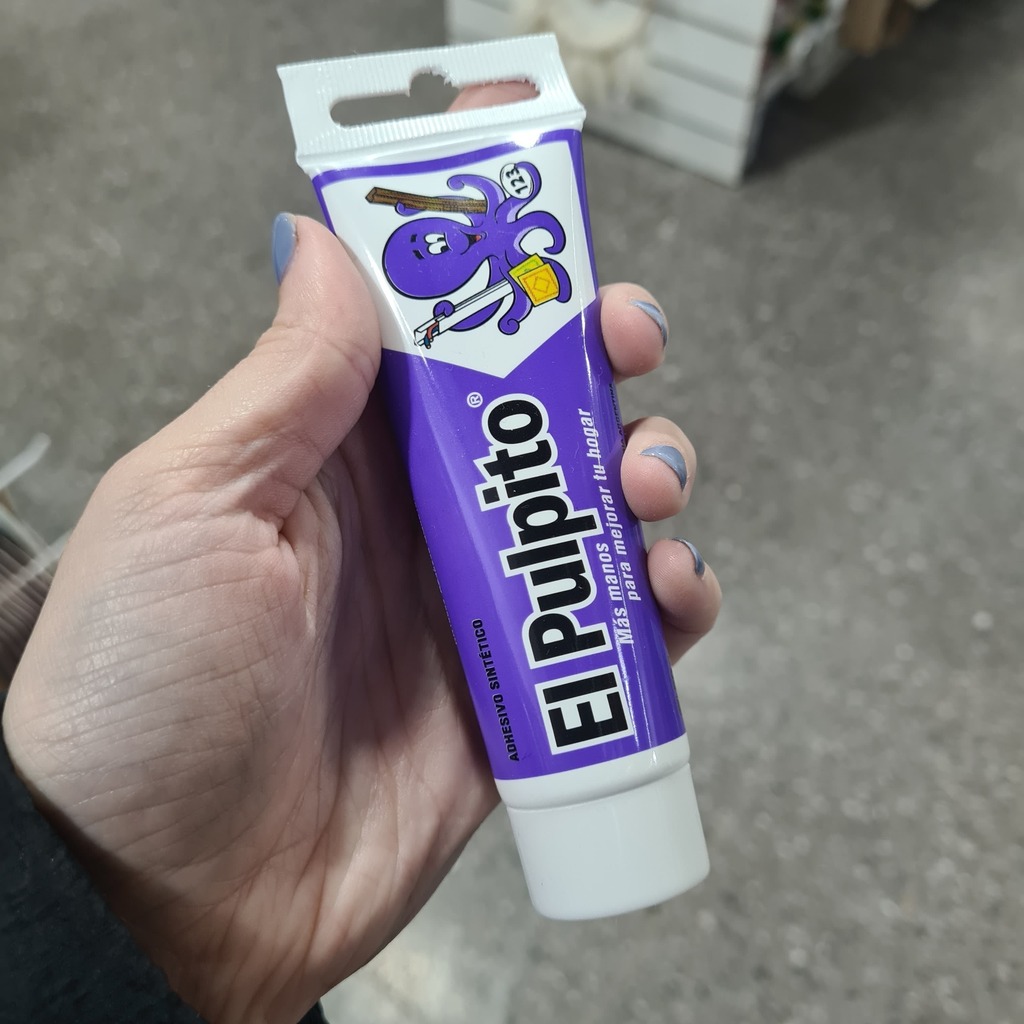 123
El Pulpito®
Más manos
para mejorar tu hogar
ADHESIVO SINTÉTICO